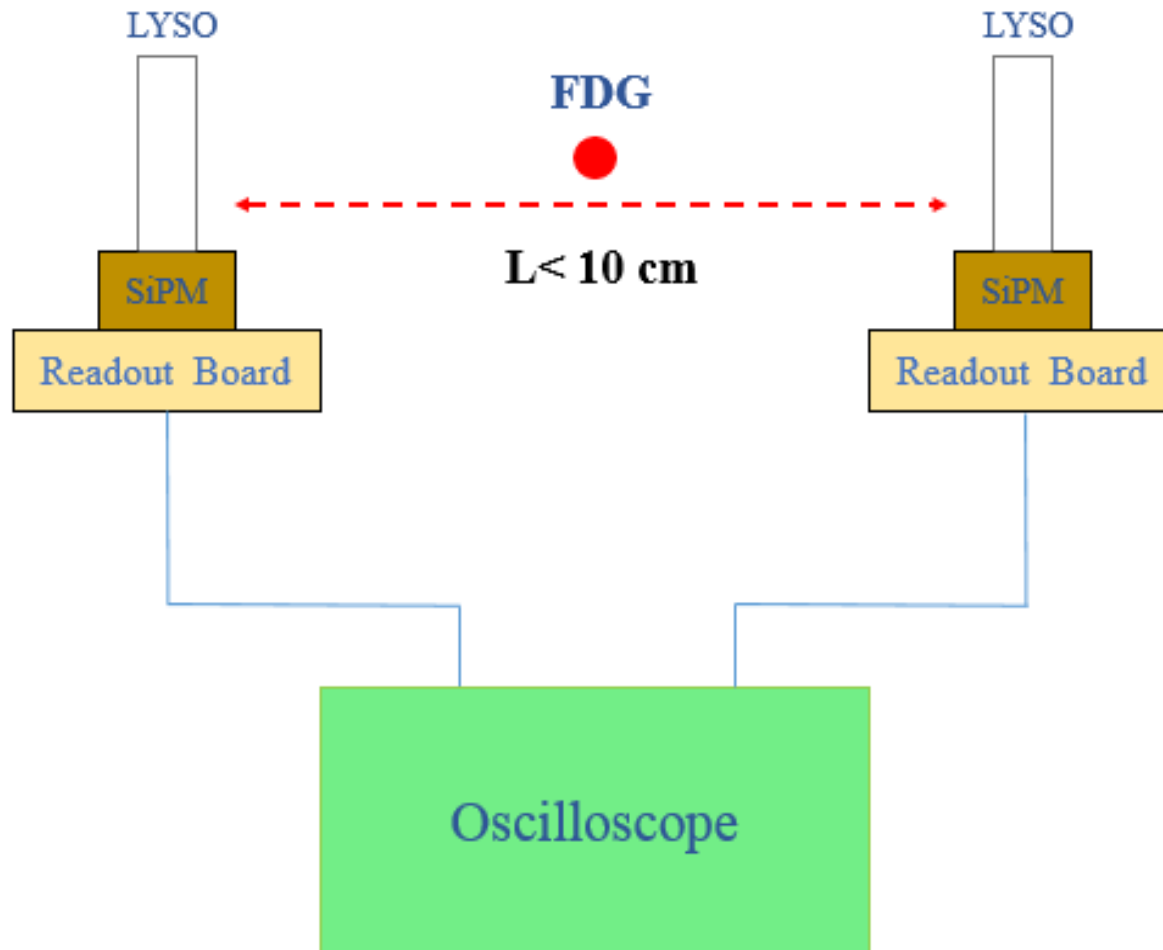 LYSO
LYSO
FDG
L< 10 cm
SiPM
SiPM
Readout Board
Readout Board
Oscilloscope